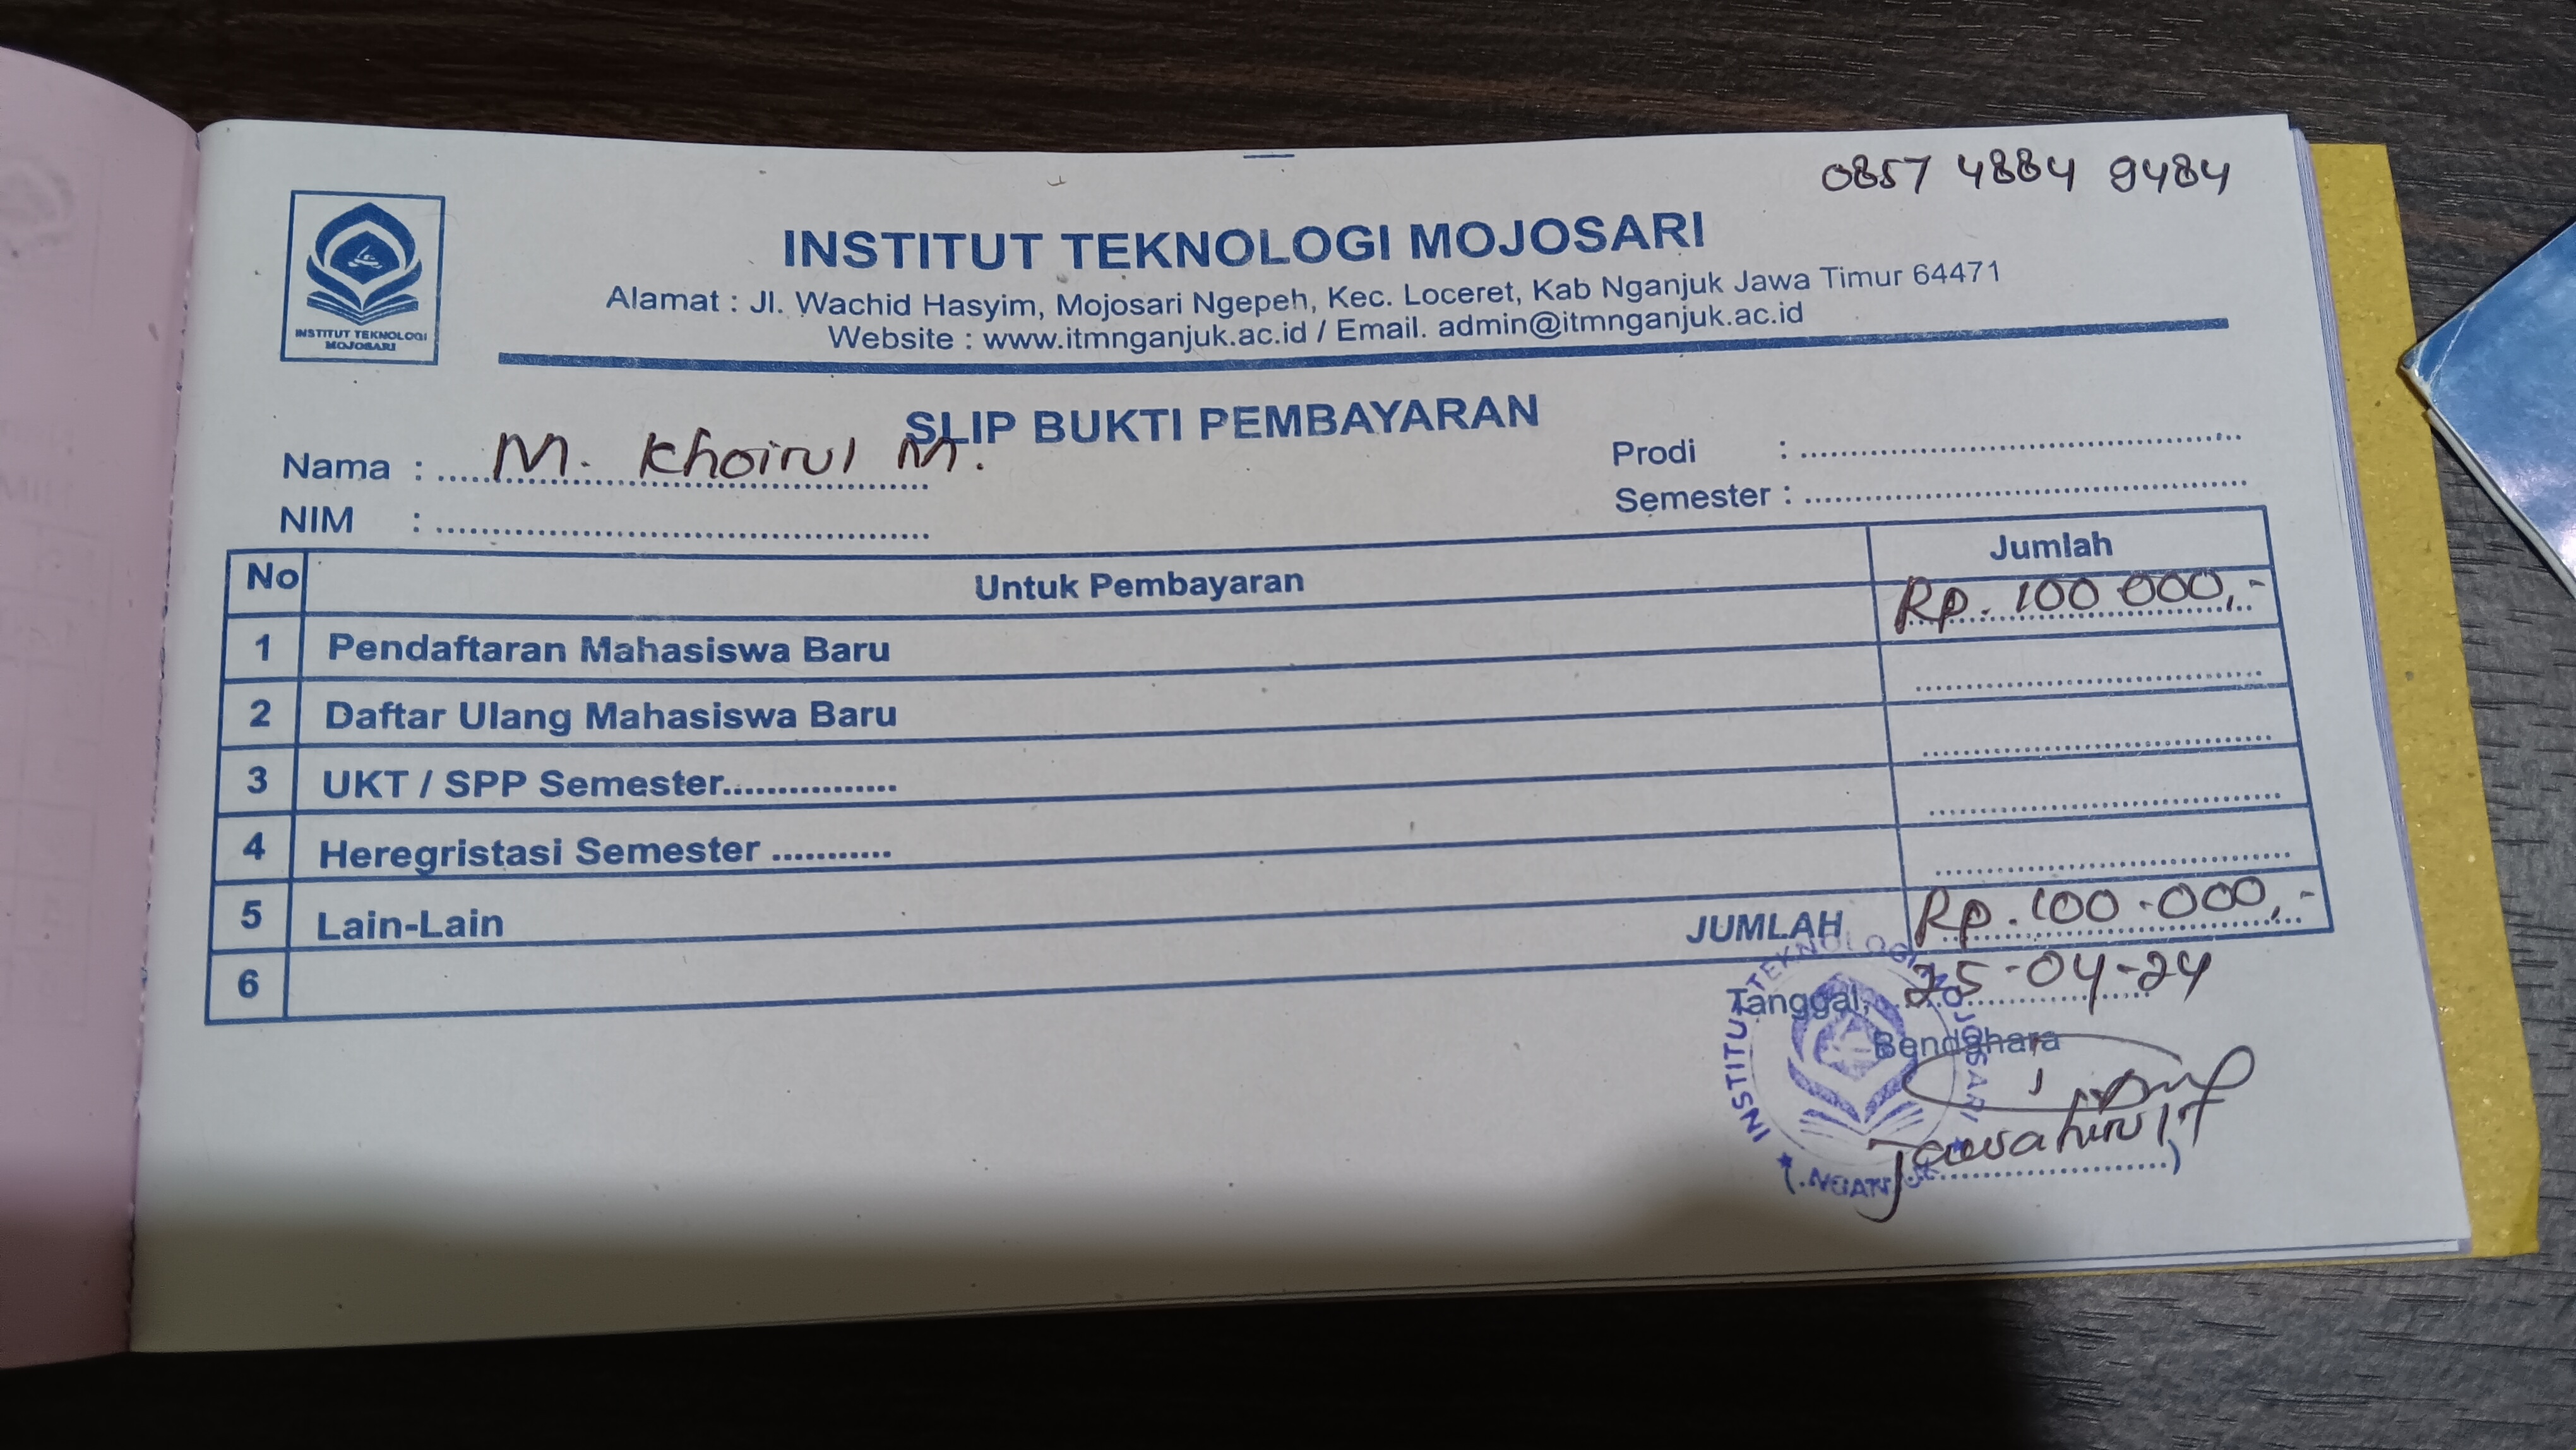 0857 4884 9484
INSTITUT TEKNOLOGI MOJOSARI
INSTITUT TEKNOLOGI
MOJOSARI
Alamat : Jl. Wachid Hasyim, Mojosari Ngepeh, Kec. Loceret, Kab Nganjuk Jawa Timur 64471
Website : www.itmnganjuk.ac.id / Email. admin@itmnganjuk.ac.id
SLIP BUKTI PEMBAYARAN
Nama : M. Khoirul M.
Prodi :
NIM :
Semester :
No Untuk Pembayaran Jumlah
1 Pendaftaran Mahasiswa Baru Rp. 100 000,-
2 Daftar Ulang Mahasiswa Baru
3 UKT / SPP Semester................
4 Heregristasi Semester ...........
5 Lain-Lain
6 JUMLAH Rp. 100.000,-
Tanggal, 25-04-24
Bendahara
INSTITUT TEKNOLOGI MOJOSARI
NGANJUK